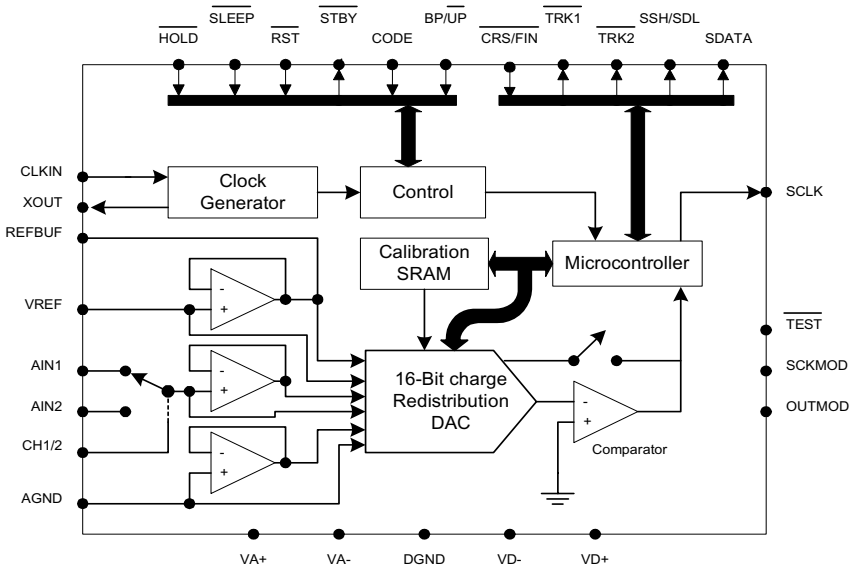 SLEEP STBY BP/UP TRK1 SSH/SDL
HOLD RST CODE CRS/FIN TRK2 SDATA
CLKIN
XOUT
REFBUF
VREF
AIN1
AIN2
CH1/2
AGND
Clock
Generator
Control
Calibration
SRAM
Microcontroller
-
+
-
+
-
+
16-Bit charge
Redistribution
DAC
-
+
Comparator
SCLK
TEST
SCKMOD
OUTMOD
VA+ VA- DGND VD- VD+